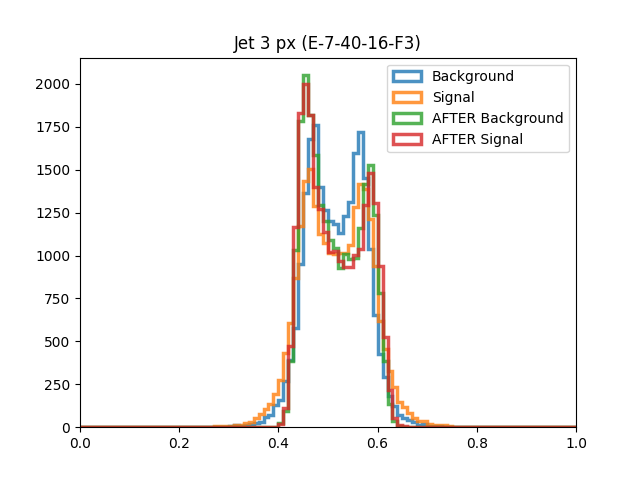 Jet 3 px (E-7-40-16-F3)
Background
Signal
AFTER Background
AFTER Signal
2000
1750
1500
1250
1000
750
500
250
0
0.0 0.2 0.4 0.6 0.8 1.0